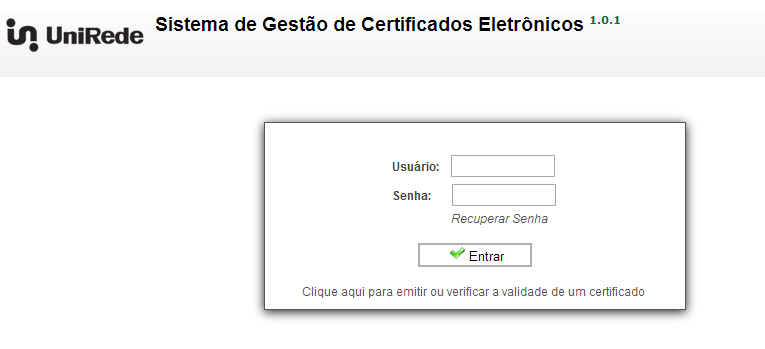 UniRede Sistema de Gestão de Certificados Eletrônicos 1.0.1
Usuário:
Senha:
Recuperar Senha
Entrar
Clique aqui para emitir ou verificar a validade de um certificado